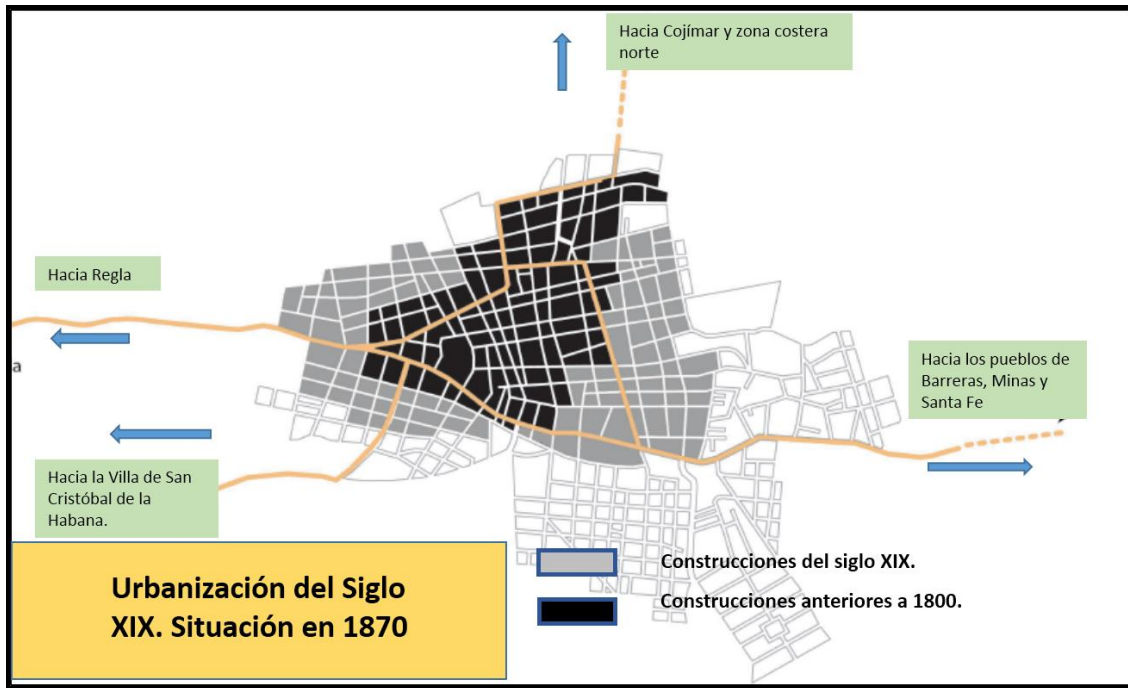 Hacia Cojímar y zona costera
norte
Hacia Regla
a
Hacia los pueblos de
Barreras, Minas y
Santa Fe
Hacia la Villa de San
Cristóbal de la
Habana.
Urbanización del Siglo
XIX. Situación en 1870
Construcciones del siglo XIX.
Construcciones anteriores a 1800.